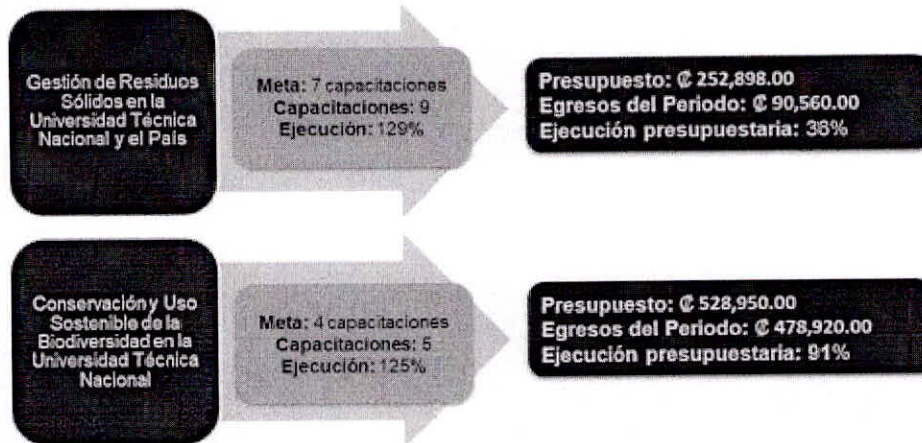 Gestión de Residuos
Sólidos en la
Universidad Técnica
Nacional y el País
Meta: 7 capacitaciones
Capacitaciones: 9
Ejecución: 129%
Presupuesto: ₡ 252,898.00
Egresos del Periodo: ₡ 90,560.00
Ejecución presupuestaria: 36%
Conservación y Uso
Sostenible de la
Biodiversidad en la
Universidad Técnica
Nacional
Meta: 4 capacitaciones
Capacitaciones: 5
Ejecución: 125%
Presupuesto: ₡ 528,950.00
Egresos del Periodo: ₡ 478,920.00
Ejecución presupuestaria: 91%